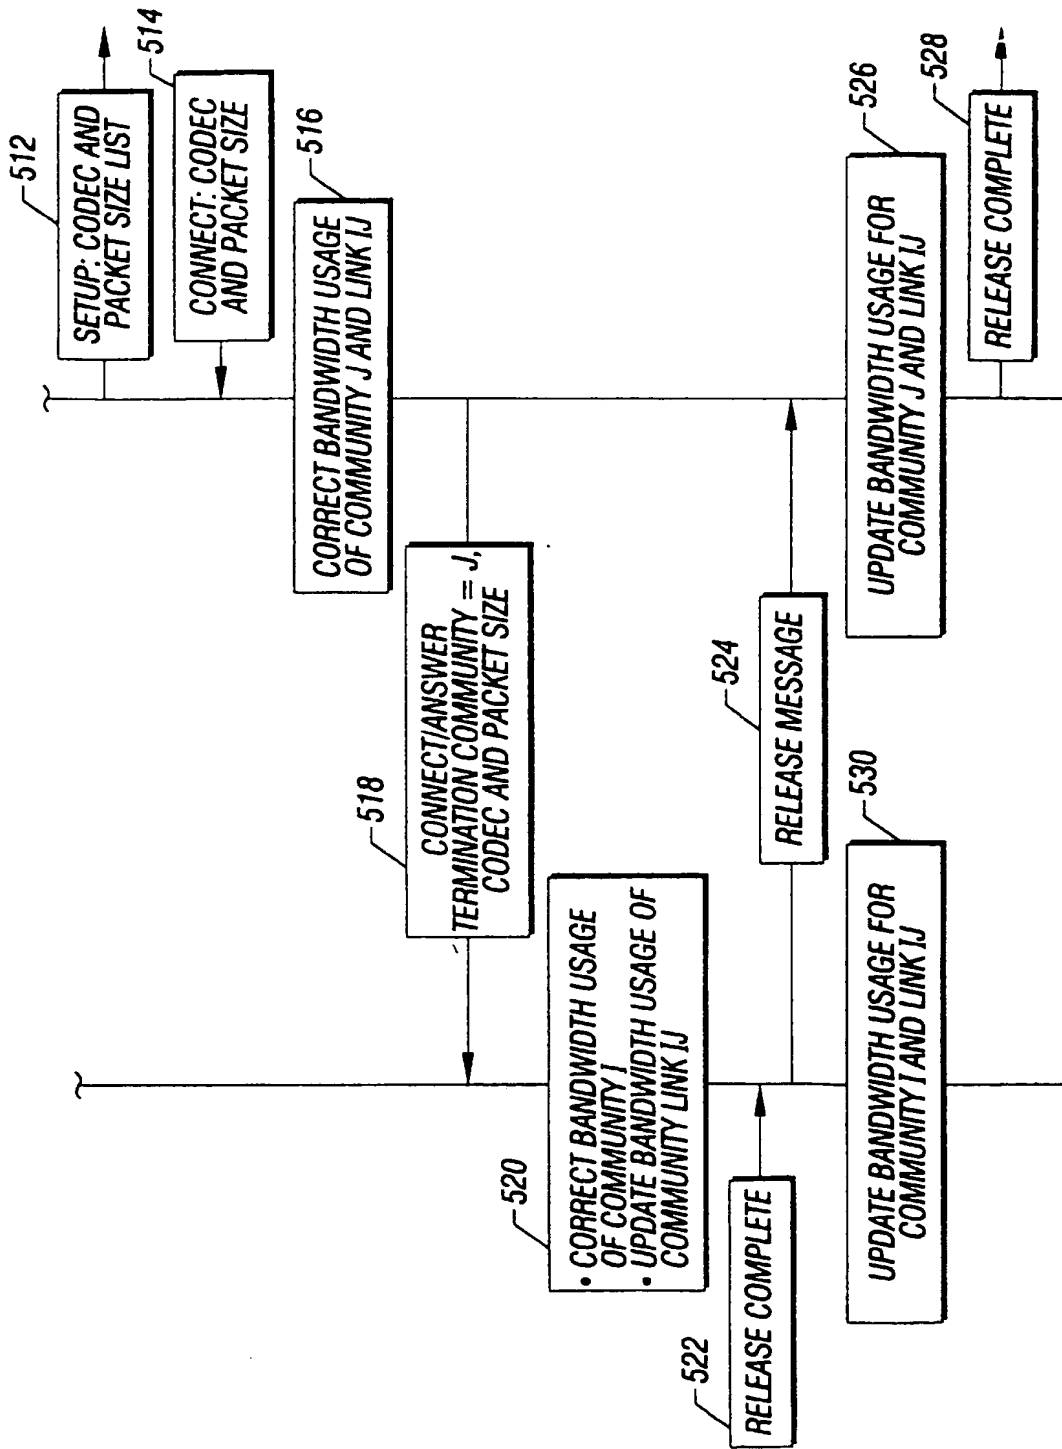 512
SETUP: CODEC AND
PACKET SIZE LIST
514
CONNECT: CODEC
AND PACKET SIZE
516
CORRECT BANDWIDTH USAGE
OF COMMUNITY J AND LINK IJ
518
CONNECT/ANSWER
TERMINATION COMMUNITY = J,
CODEC AND PACKET SIZE
520
• CORRECT BANDWIDTH USAGE
OF COMMUNITY I
• UPDATE BANDWIDTH USAGE OF
COMMUNITY LINK IJ
522
RELEASE COMPLETE
524
RELEASE MESSAGE
526
UPDATE BANDWIDTH USAGE FOR
COMMUNITY J AND LINK IJ
528
RELEASE COMPLETE
530
UPDATE BANDWIDTH USAGE FOR
COMMUNITY I AND LINK IJ